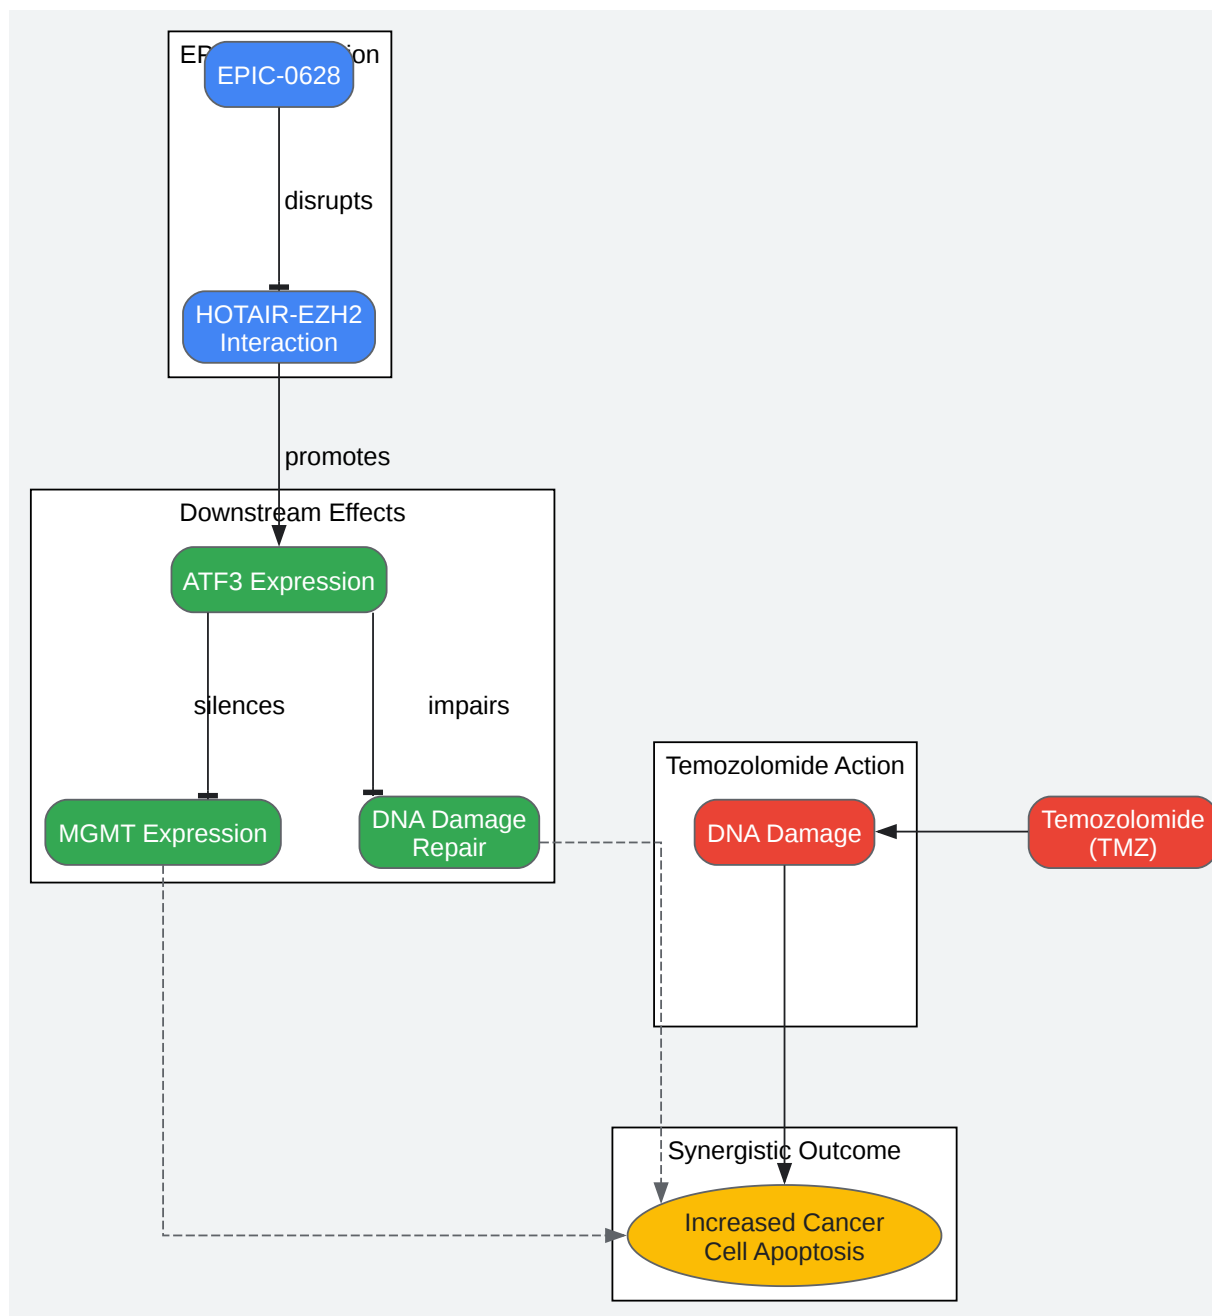 EPIC-0628
disrupts
HOTAIR-EZH2
Interaction
promotes
Downstream Effects
ATF3 Expression
silences
impairs
Temozolomide Action
MGMT Expression
DNA Damage
Repair
DNA Damage
Temozolomide
(TMZ)
Synergistic Outcome
Increased Cancer
Cell Apoptosis